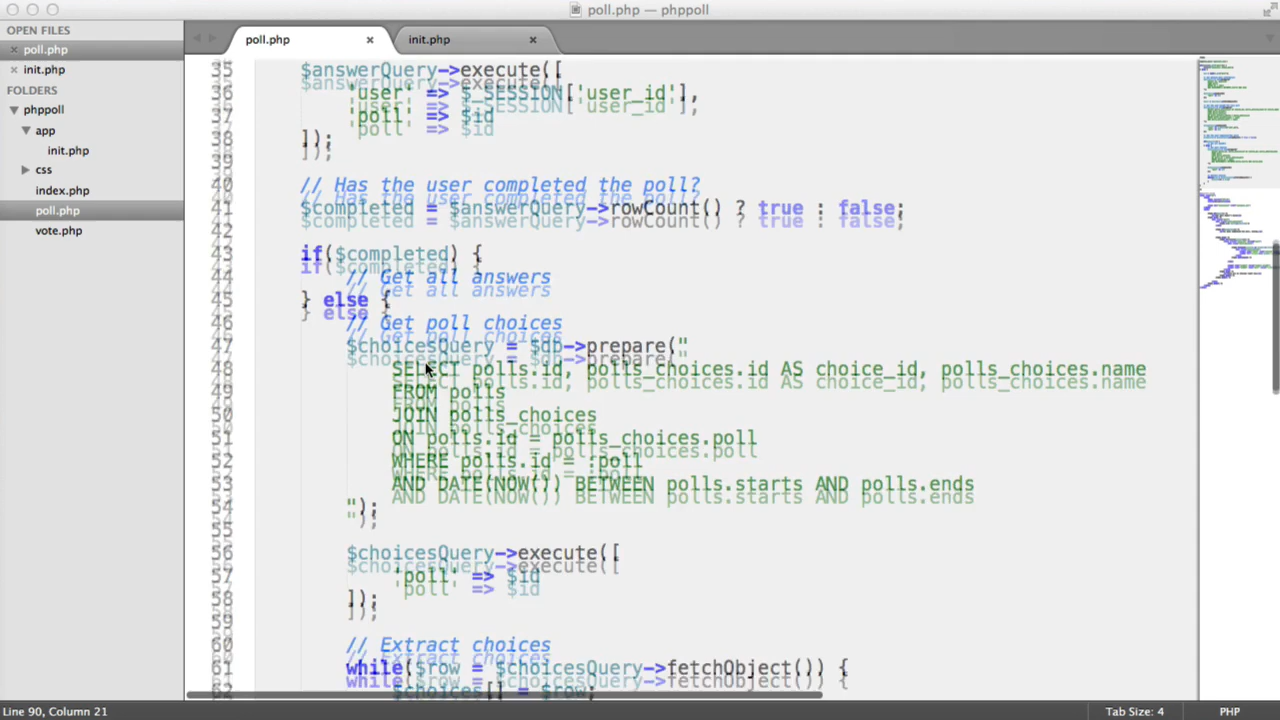 poll.php — phppoll
OPEN FILES
poll.php
init.php
FOLDERS
phppoll
app
init.php
css
index.php
poll.php
vote.php
poll.php
init.php
35 $answerQuery->execute([
36 'user' => $_SESSION['user_id'],
37 'poll' => $id
38 ]);
39
40 // Has the user completed the poll?
41 $completed = $answerQuery->rowCount() ? true : false;
42
43 if($completed) {
44 // Get all answers
45 } else {
46 // Get poll choices
47 $choicesQuery = $db->prepare("
48 SELECT polls.id, polls_choices.id AS choice_id, polls_choices.name
49 FROM polls
50 JOIN polls_choices
51 ON polls.id = polls_choices.poll
52 WHERE polls.id = :poll
53 AND DATE(NOW()) BETWEEN polls.starts AND polls.ends
54 ");
55
56 $choicesQuery->execute([
57 'poll' => $id
58 ]);
59
60 // Extract choices
61 while($row = $choicesQuery->fetchObject()) {
62 $choices[] = $row;
Line 90, Column 21
Tab Size: 4
PHP